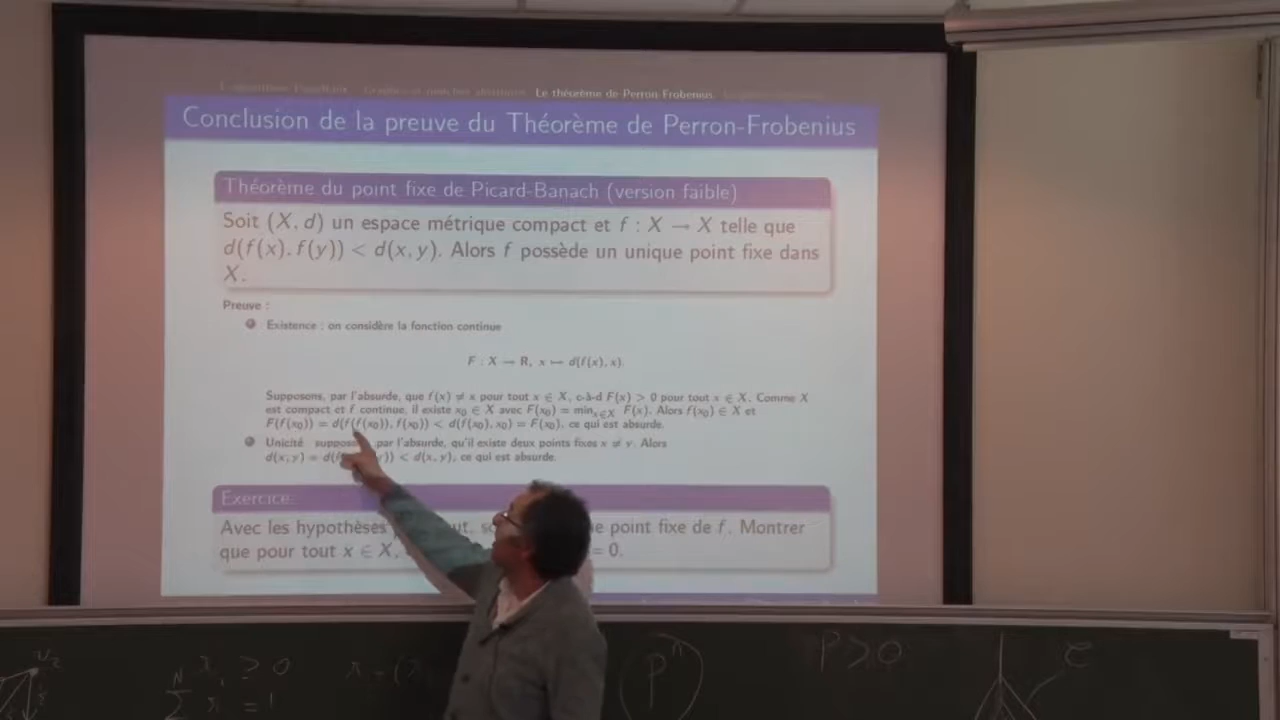 Le théorème de Perron-Frobenius
Conclusion de la preuve du Théorème de Perron-Frobenius
Théorème du point fixe de Picard-Banach (version faible)
Soit (X, d) un espace métrique compact et f : X → X telle que
d(f(x), f(y)) < d(x, y). Alors f possède un unique point fixe dans
X.
Preuve :
Existence : on considère la fonction continue
F : X → R, x ↦ d(f(x), x).
Supposons, par l'absurde, que f(x) ≠ x pour tout x ∈ X, c-à-d F(x) > 0 pour tout x ∈ X. Comme X
est compact et f continue, il existe x₀ ∈ X avec F(x₀) = min_{x∈X} F(x). Alors f(x₀) ∈ X et
F(f(x₀)) = d(f(f(x₀)), f(x₀)) < d(f(x₀), x₀) = F(x₀), ce qui est absurde.
Unicité par l'absurde, qu'il existe deux points fixes x ≠ y. Alors
d(x, y) = y)) < d(x, y), ce qui est absurde.
Exercice
Avec les hypothèses point fixe de f. Montrer
que pour tout x ∈ X, = 0.
≥ 0
N
Σ = 1
Pⁿ
P>0